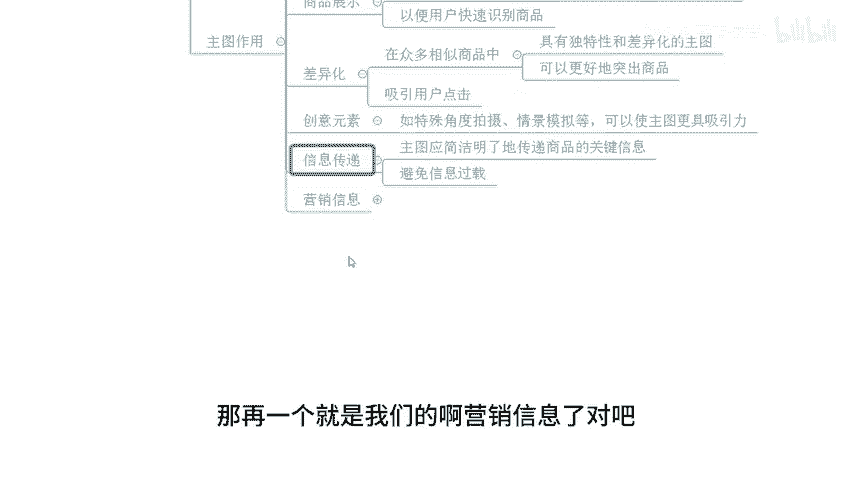 商品展示
以便用户快速识别商品
主图作用
差异化
在众多相似商品中
具有独特性和差异化的主图
可以更好地突出商品
吸引用户点击
创意元素
如特殊角度拍摄、情景模拟等，可以使主图更具吸引力
信息传递
主图应简洁明了地传递商品的关键信息
避免信息过载
营销信息
那再一个就是我们的啊营销信息了对吧
bilibili